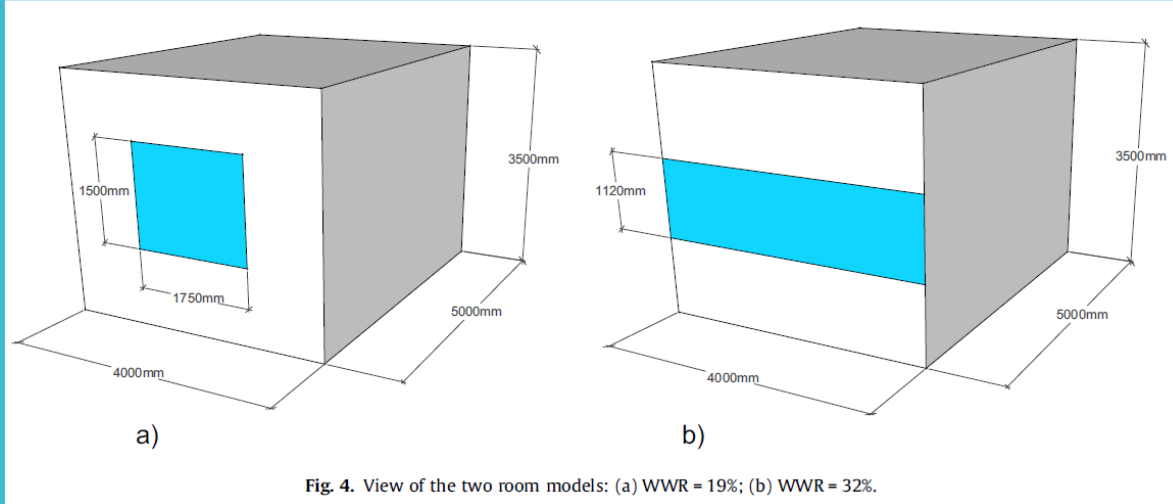 3500mm
1500mm
1750mm
5000mm
4000mm
a)
3500mm
1120mm
5000mm
4000mm
b)
Fig. 4. View of the two room models: (a) WWR = 19%; (b) WWR = 32%.